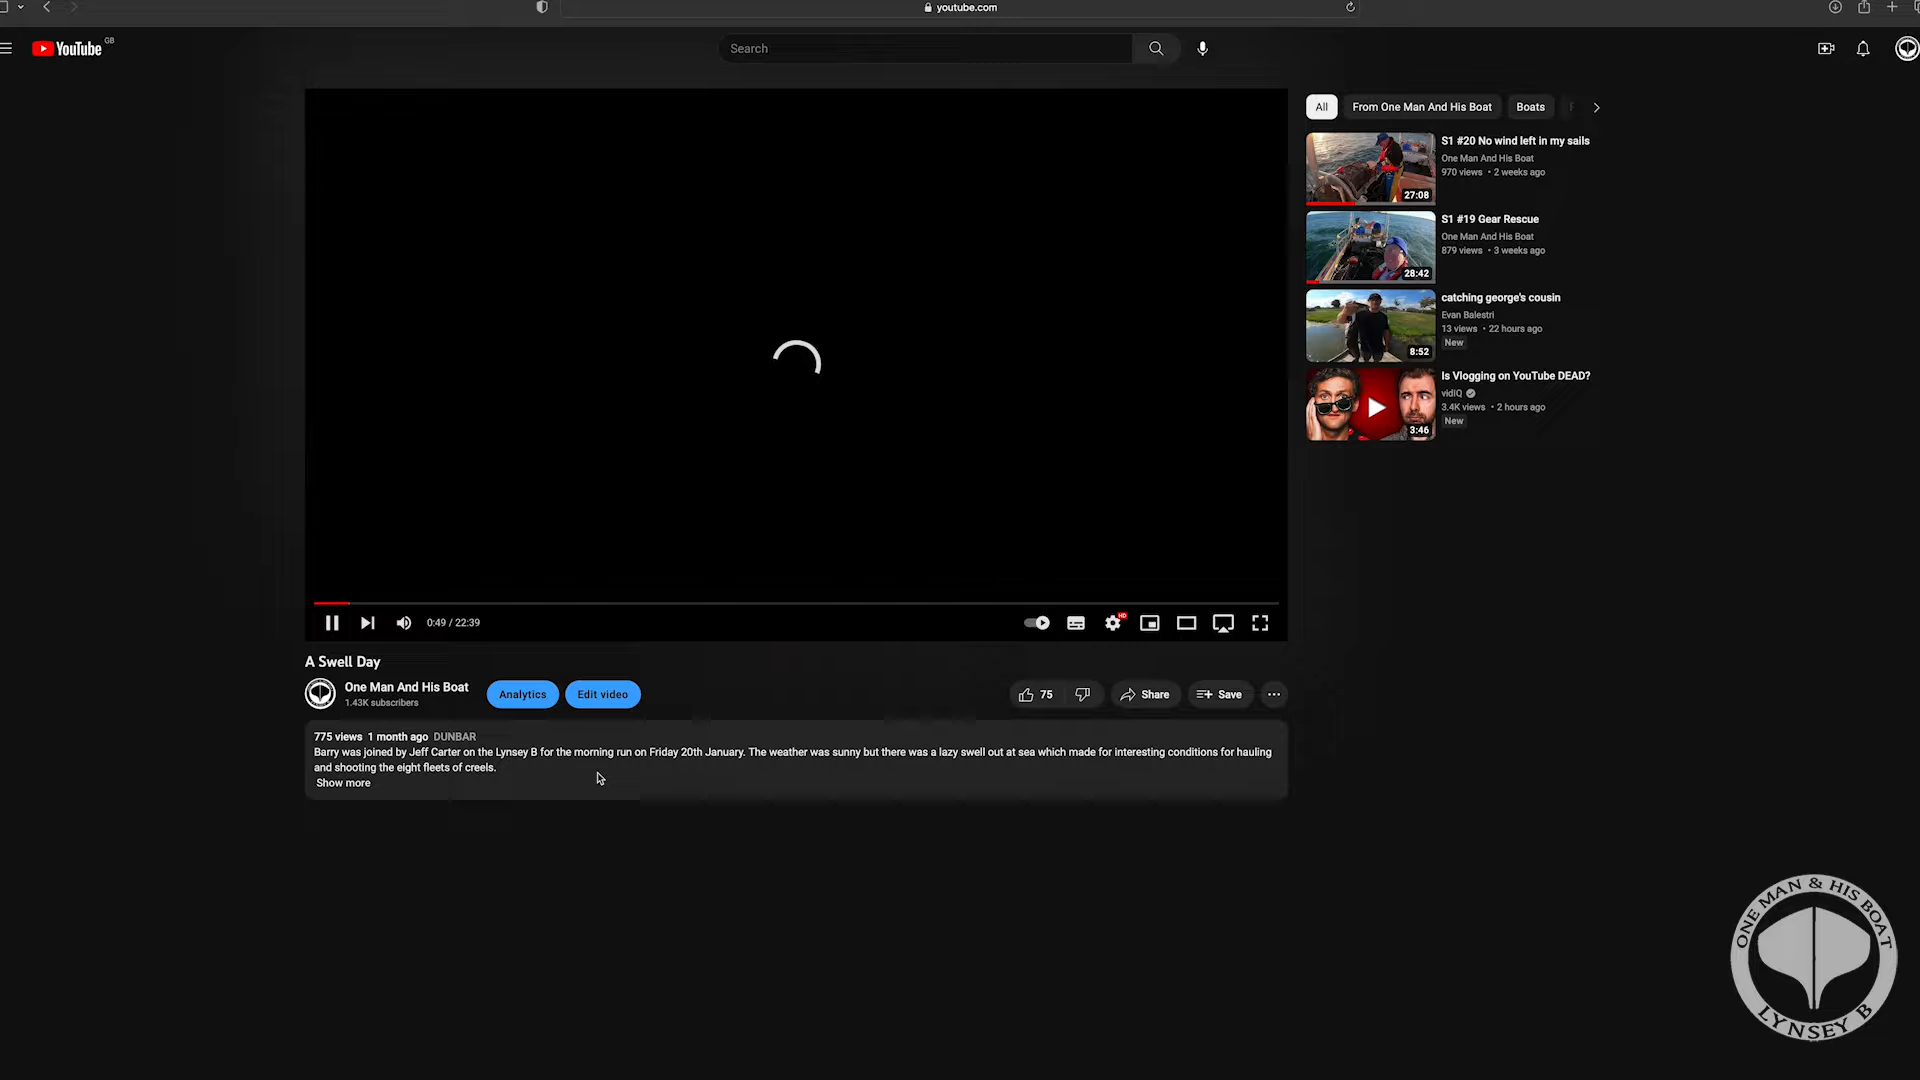 youtube.com
YouTube GB
Search
All
From One Man And His Boat
Boats
S1 #20 No wind left in my sails
One Man And His Boat
970 views • 2 weeks ago
27:08
S1 #19 Gear Rescue
One Man And His Boat
879 views • 3 weeks ago
28:42
catching george's cousin
Evan Balestri
13 views • 22 hours ago
New
8:52
Is Vlogging on YouTube DEAD?
vidIQ
3.4K views • 2 hours ago
New
3:46
0:49 / 22:39
HD
A Swell Day
One Man And His Boat
1.43K subscribers
Analytics
Edit video
75
Share
Save
775 views 1 month ago DUNBAR
Barry was joined by Jeff Carter on the Lynsey B for the morning run on Friday 20th January. The weather was sunny but there was a lazy swell out at sea which made for interesting conditions for hauling
and shooting the eight fleets of creels.
Show more
ONE MAN & HIS BOAT
LYNSEY B